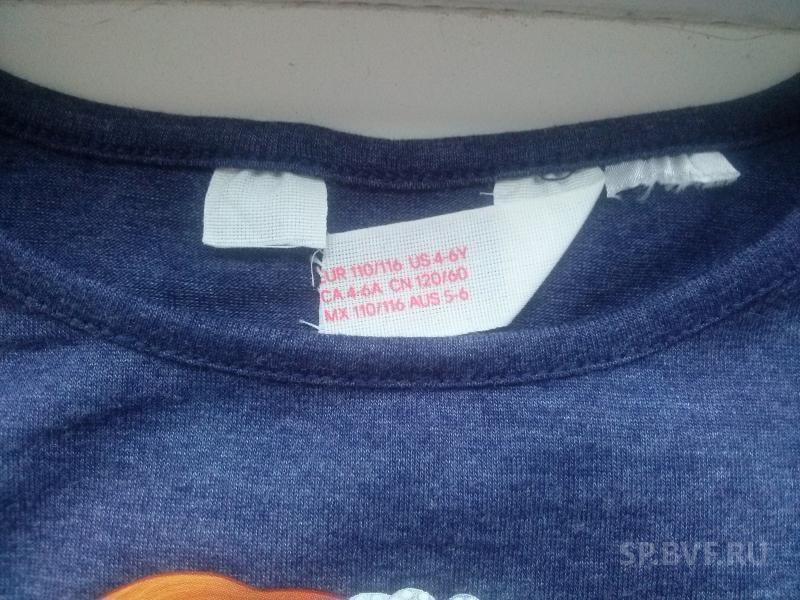 EUR 110/116 US 4-6Y
CA 4-6A CN 120/60
MX 110/116 AUS 5-6
SP.BVF.RU